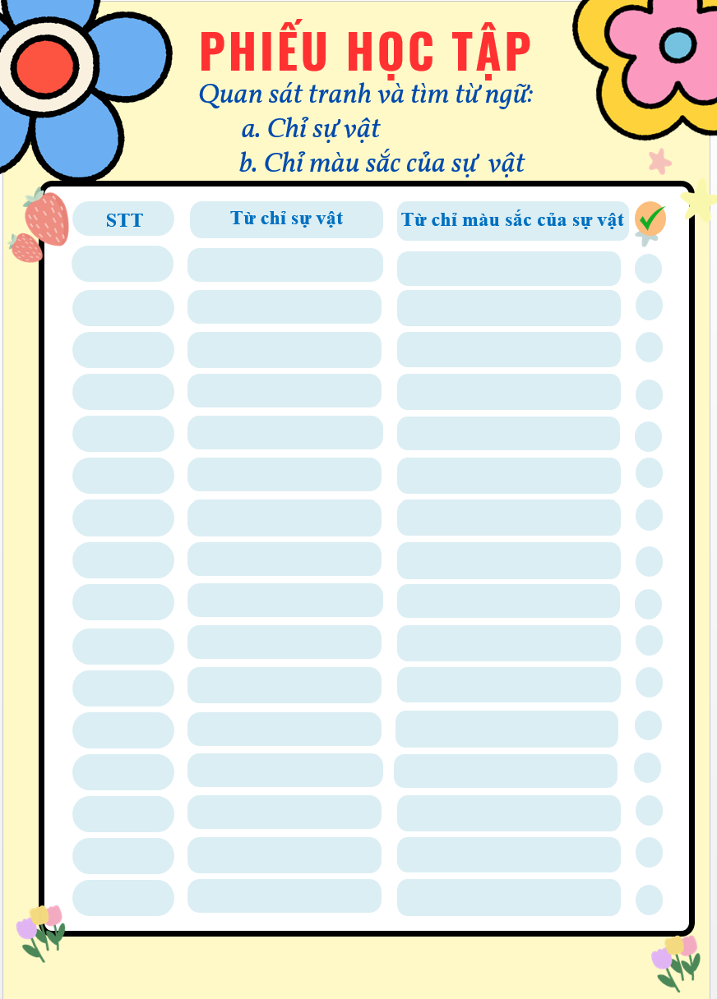 PHIẾU HỌC TẬP
Quan sát tranh và tìm từ ngữ:
a. Chỉ sự vật
b. Chỉ màu sắc của sự vật
STT
Từ chỉ sự vật
Từ chỉ màu sắc của sự vật